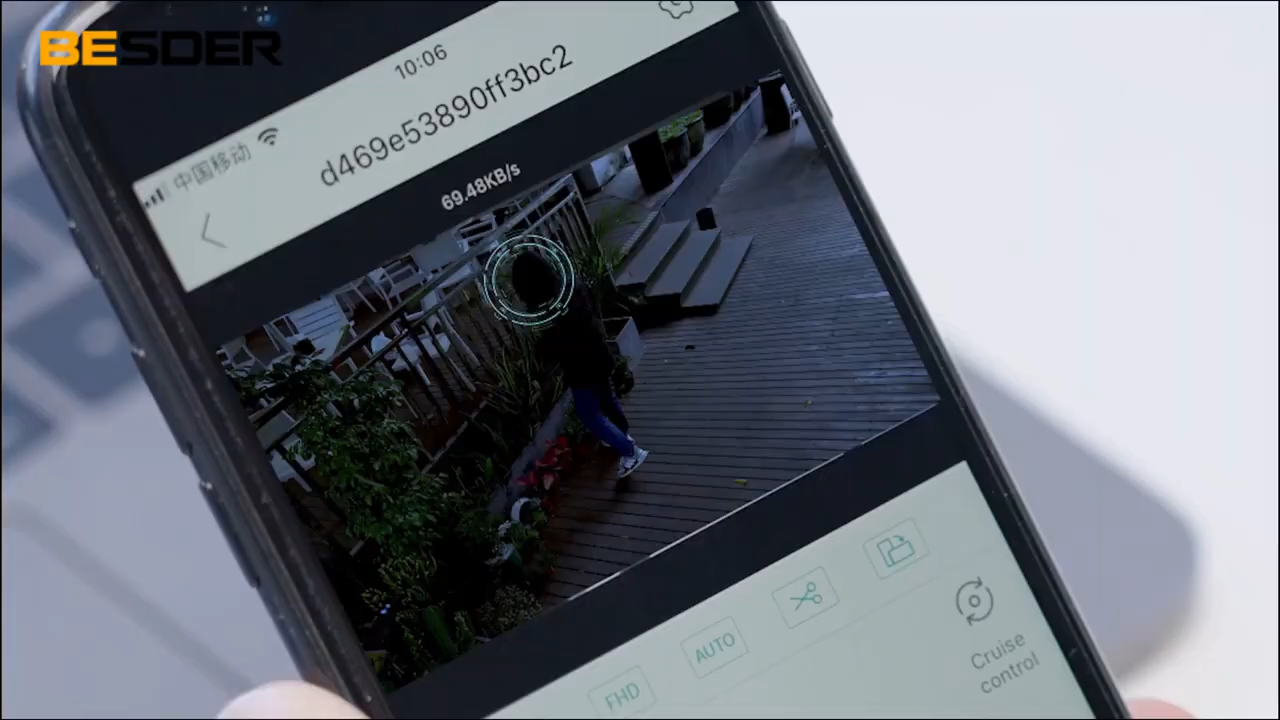 BESDER
10:06
中国移动
d469e53890ff3bc2
69.48KB/s
FHD
AUTO
Cruise
control